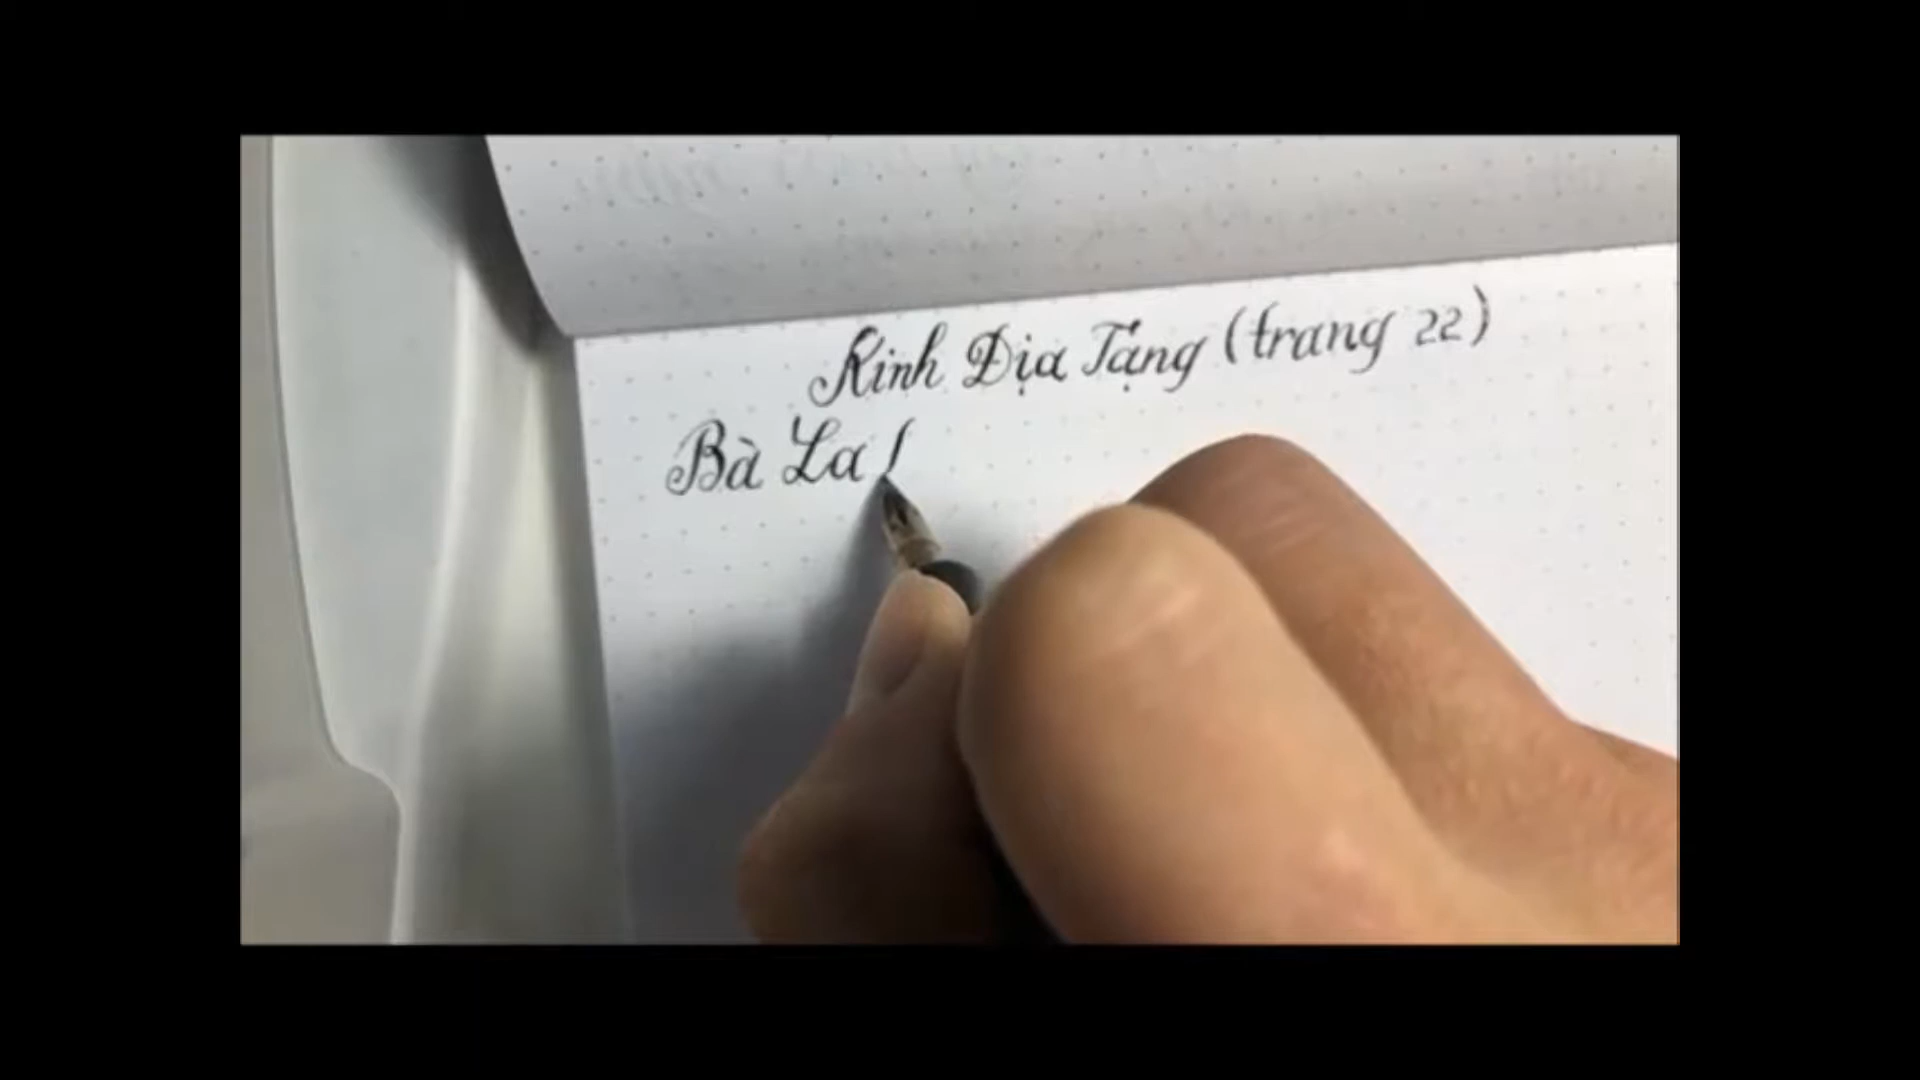 Kinh Địa Tạng (trang 22)
Bà La